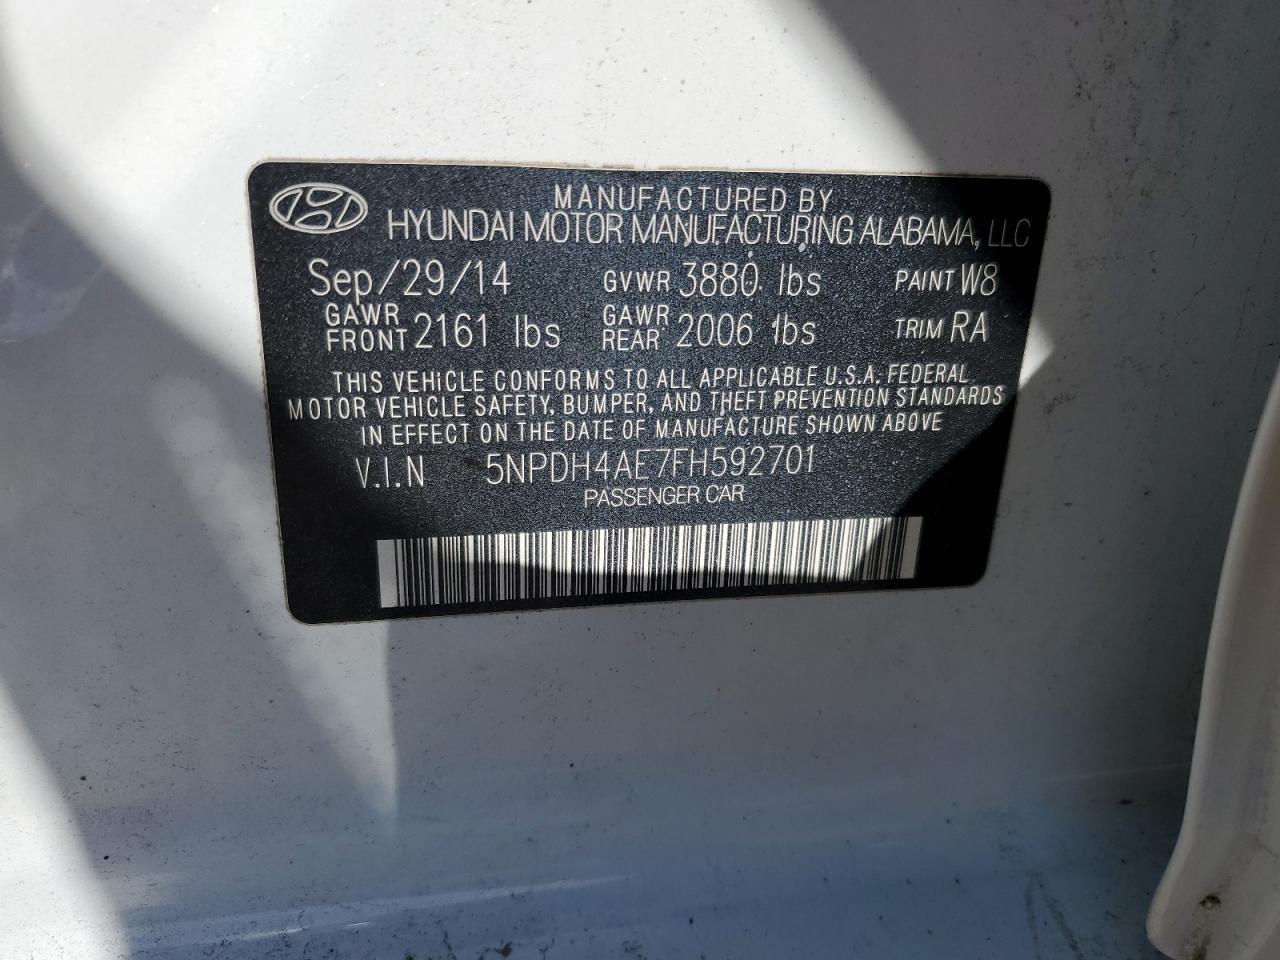 MANUFACTURED BY
HYUNDAI MOTOR MANUFACTURING ALABAMA, LLC
Sep/29/14 GVWR 3880 lbs PAINT W8
GAWR FRONT 2161 lbs GAWR REAR 2006 lbs TRIM RA
THIS VEHICLE CONFORMS TO ALL APPLICABLE U.S.A. FEDERAL
MOTOR VEHICLE SAFETY, BUMPER, AND THEFT PREVENTION STANDARDS
IN EFFECT ON THE DATE OF MANUFACTURE SHOWN ABOVE
V.I.N 5NPDH4AE7FH592701
PASSENGER CAR